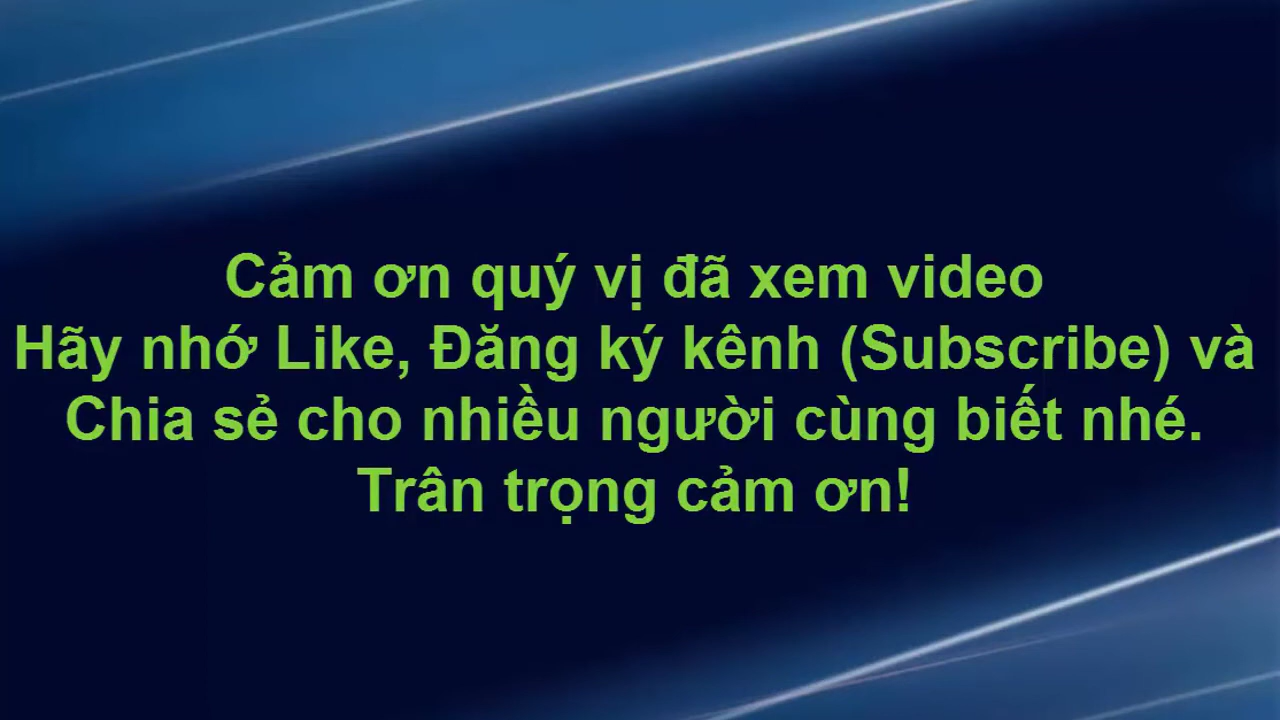 Cảm ơn quý vị đã xem video
Hãy nhớ Like, Đăng ký kênh (Subscribe) và
Chia sẻ cho nhiều người cùng biết nhé.
Trân trọng cảm ơn!